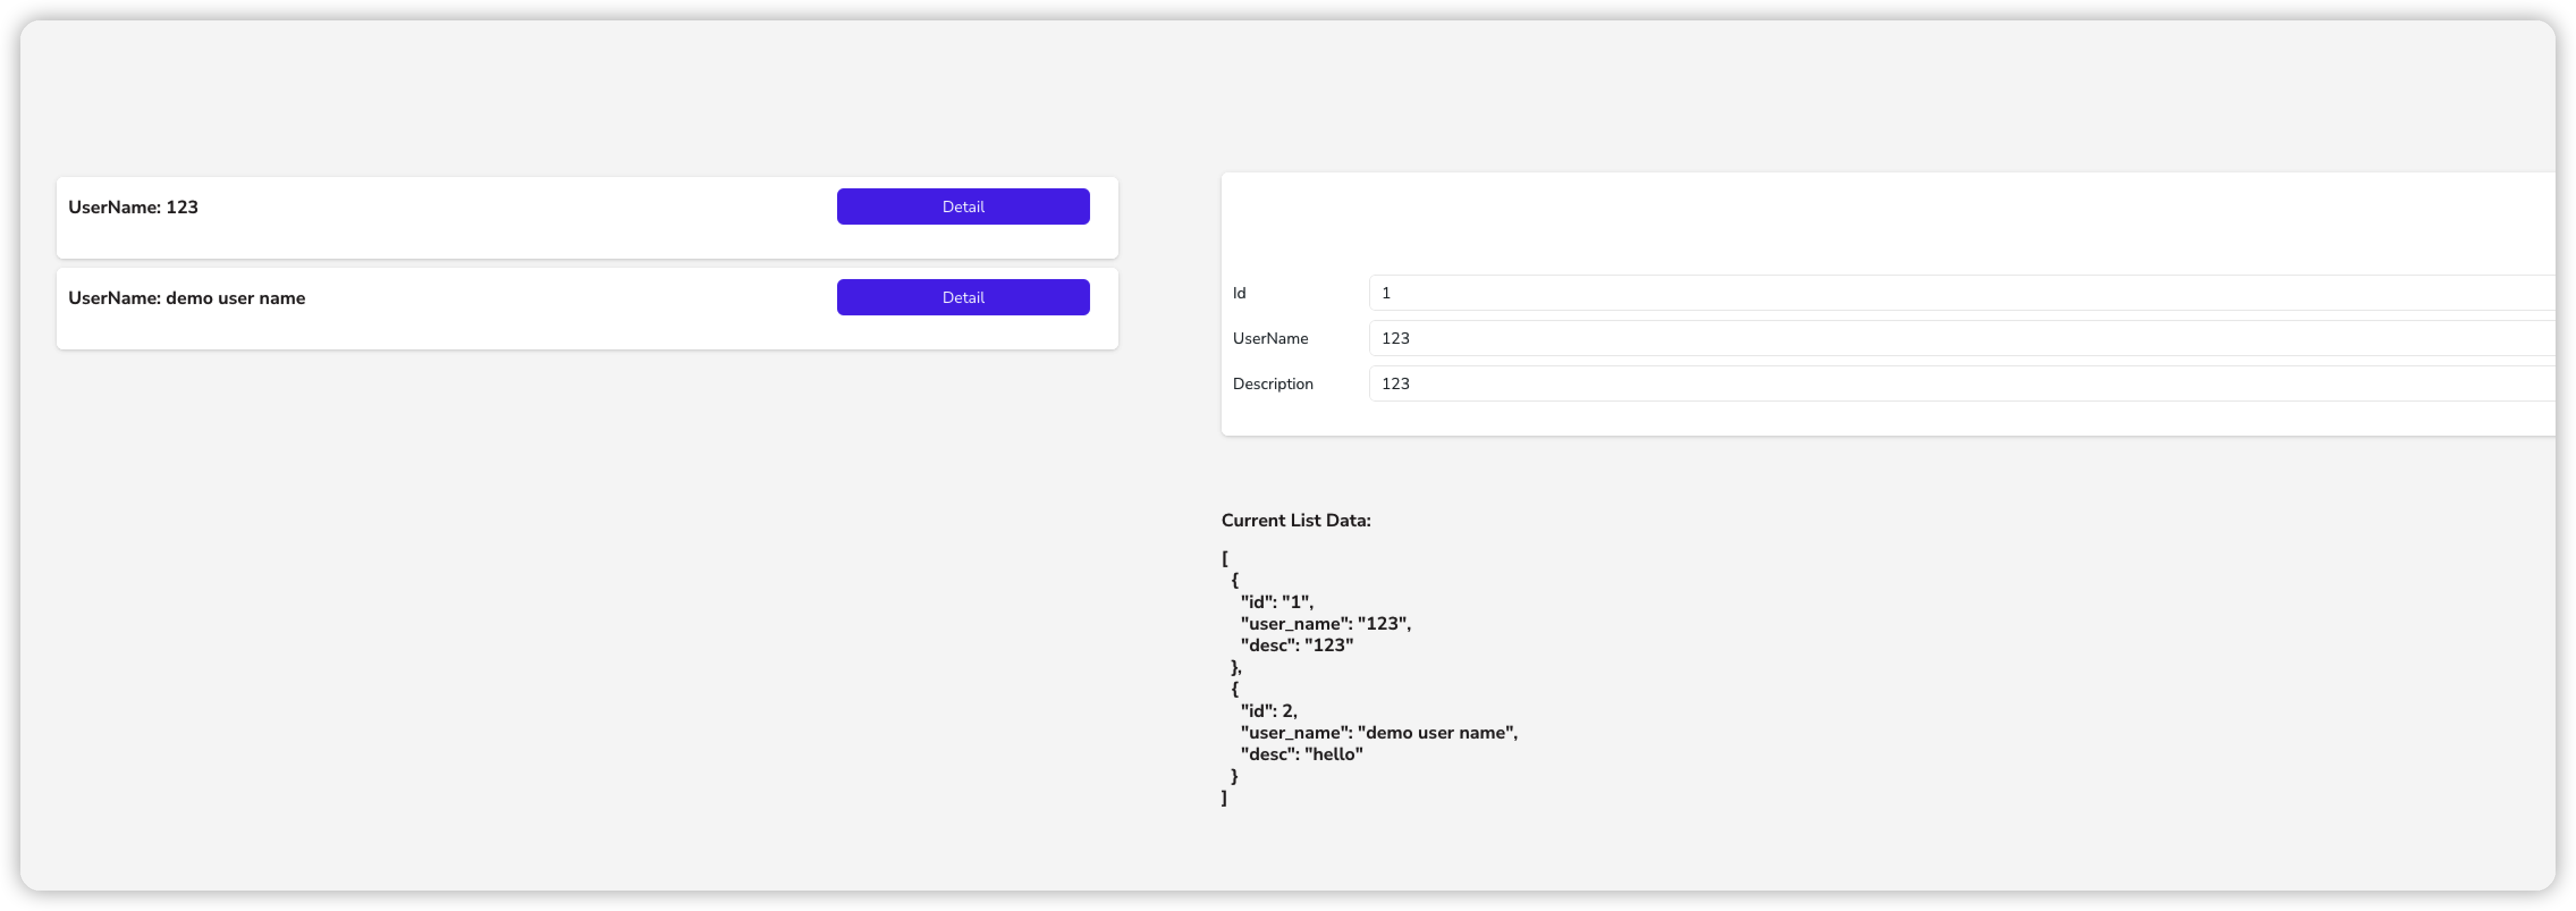 UserName: 123
Detail
UserName: demo user name
Detail
Id
1
UserName
123
Description
123
Current List Data:
[
  {
    "id": "1",
    "user_name": "123",
    "desc": "123"
  },
  {
    "id": 2,
    "user_name": "demo user name",
    "desc": "hello"
  }
]